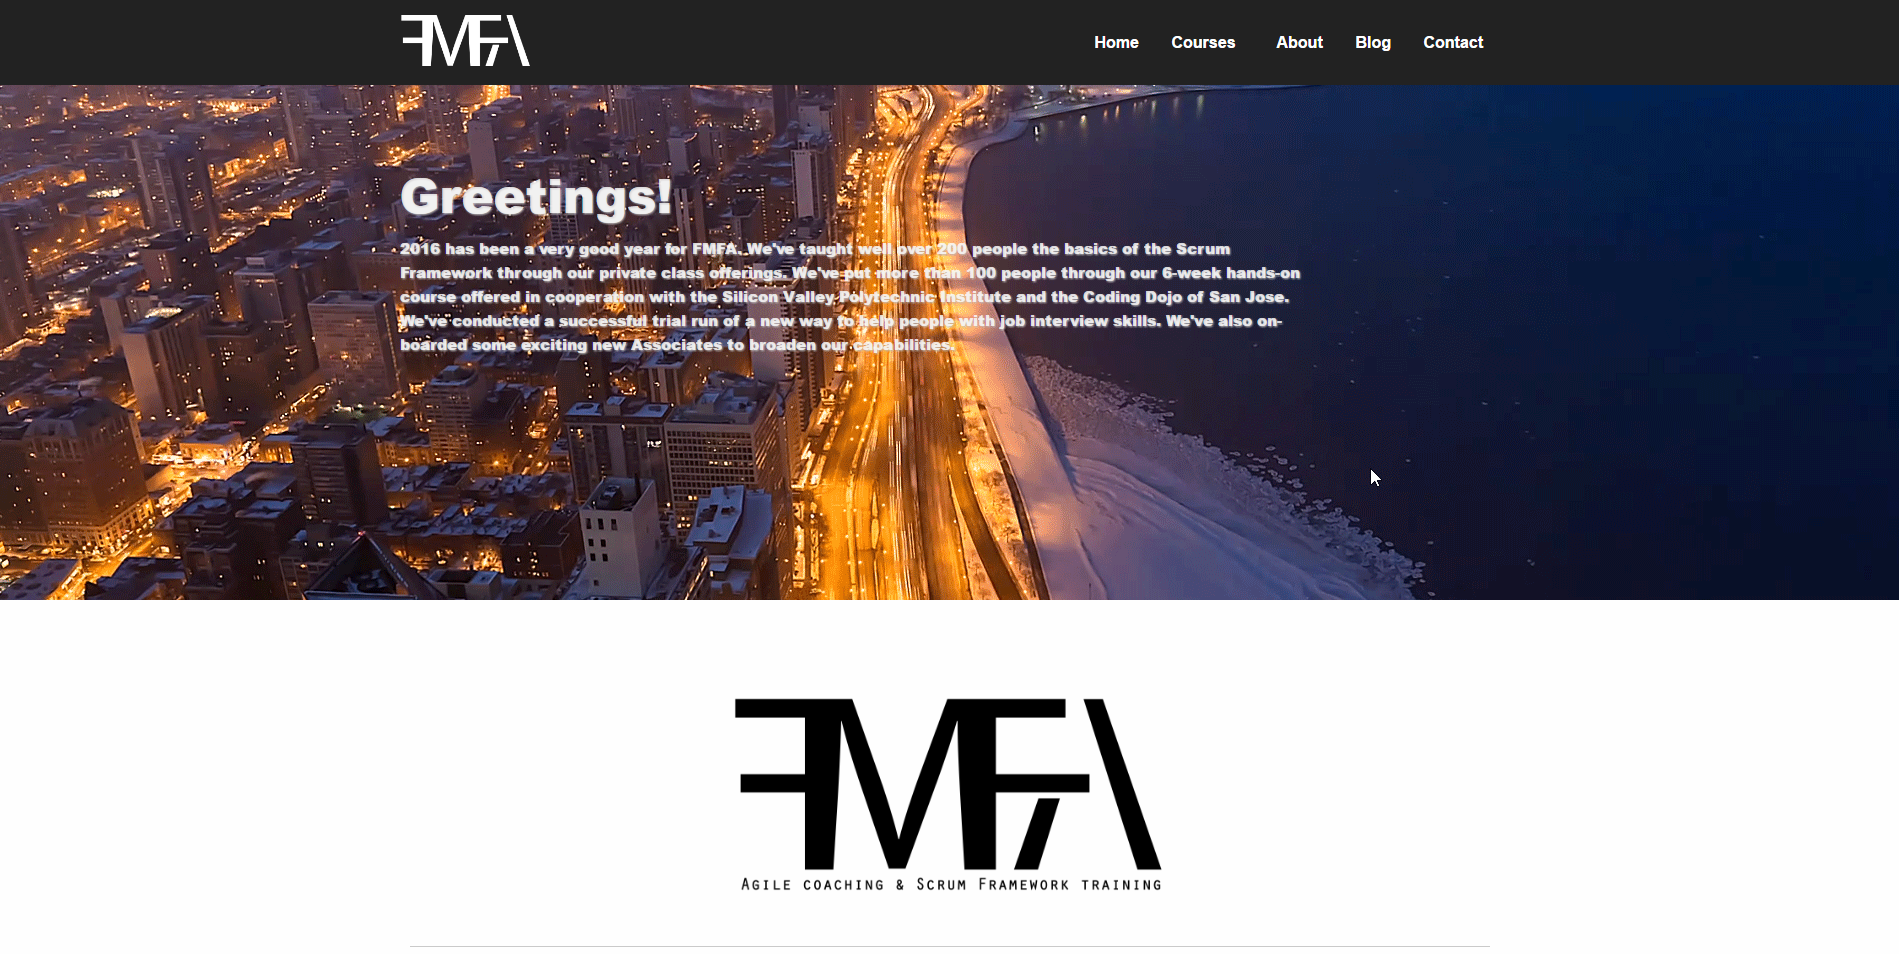 FMFA
Home Courses About Blog Contact
Greetings!
2016 has been a very good year for FMFA. We've taught well over 200 people the basics of the Scrum
Framework through our private class offerings. We've put more than 100 people through our 6-week hands-on
course offered in cooperation with the Silicon Valley Polytechnic Institute and the Coding Dojo of San Jose.
We've conducted a successful trial run of a new way to help people with job interview skills. We've also on-
boarded some exciting new Associates to broaden our capabilities.
FMFA
Agile coaching & Scrum Framework training